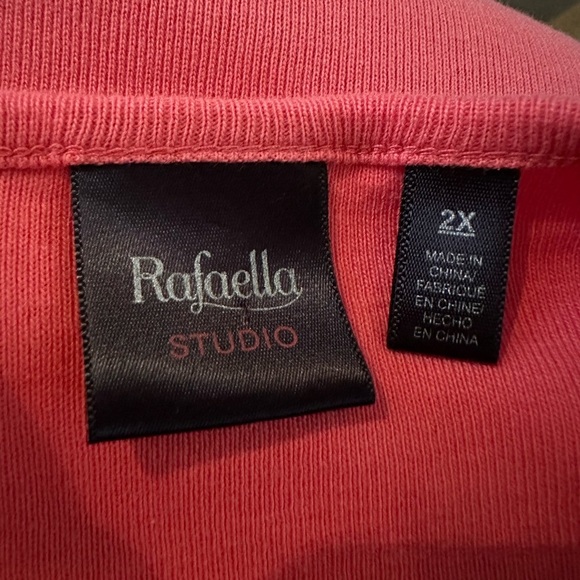 Rafaella
STUDIO
2X
MADE IN
CHINA/
FABRIQUÉ
EN CHINE/
HECHO
EN CHINA